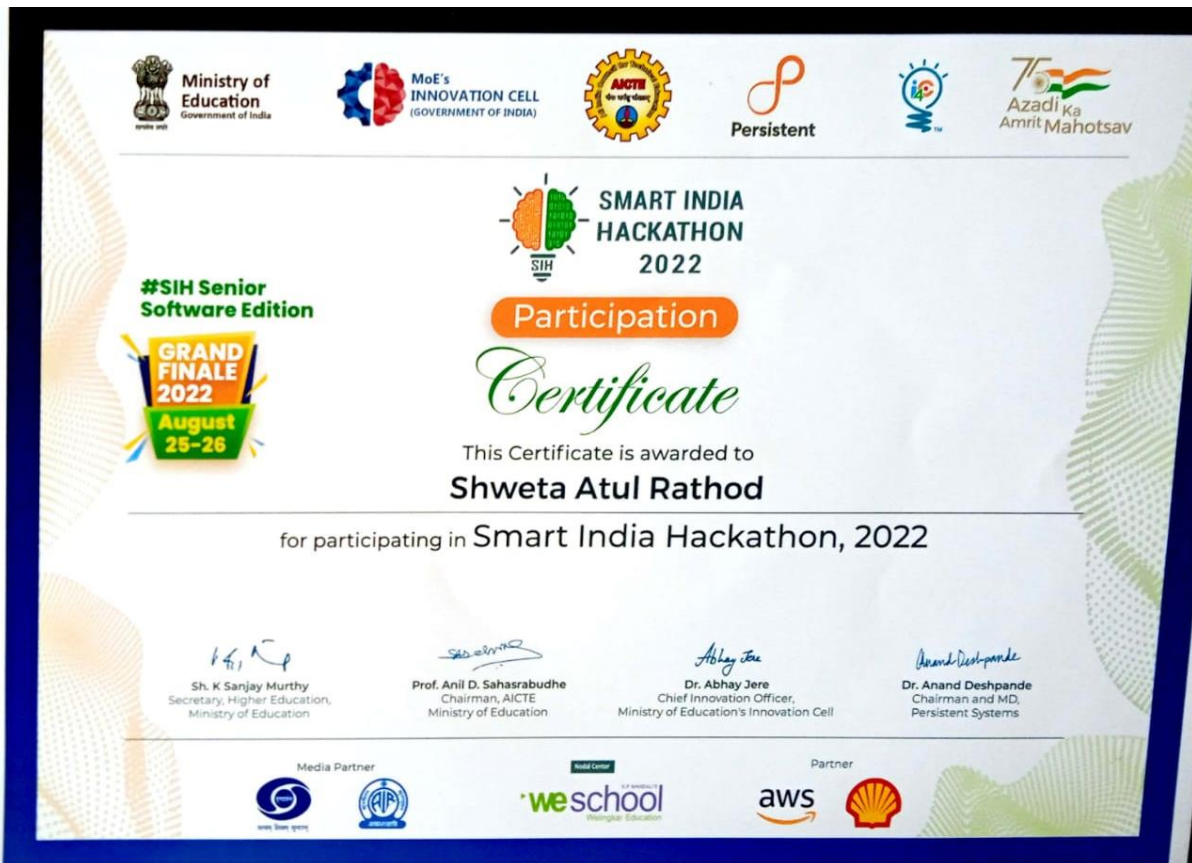 Ministry of
Education
Government of India
MoE's
INNOVATION CELL
(GOVERNMENT OF INDIA)
AICTE
Persistent
i4C
TM
75
Azadi Ka
Amrit Mahotsav
SMART INDIA
HACKATHON
2022
SIH
#SIH Senior
Software Edition
GRAND
FINALE
2022
August
25-26
Participation
Certificate
This Certificate is awarded to
Shweta Atul Rathod
for participating in Smart India Hackathon, 2022
Abhay Jere
Anand Deshpande
Sh. K Sanjay Murthy
Secretary, Higher Education,
Ministry of Education
Prof. Anil D. Sahasrabudhe
Chairman, AICTE
Ministry of Education
Dr. Abhay Jere
Chief Innovation Officer,
Ministry of Education's Innovation Cell
Dr. Anand Deshpande
Chairman and MD,
Persistent Systems
Media Partner
Nodal Center
Partner
AIR
weschool
Welingkar Education
aws